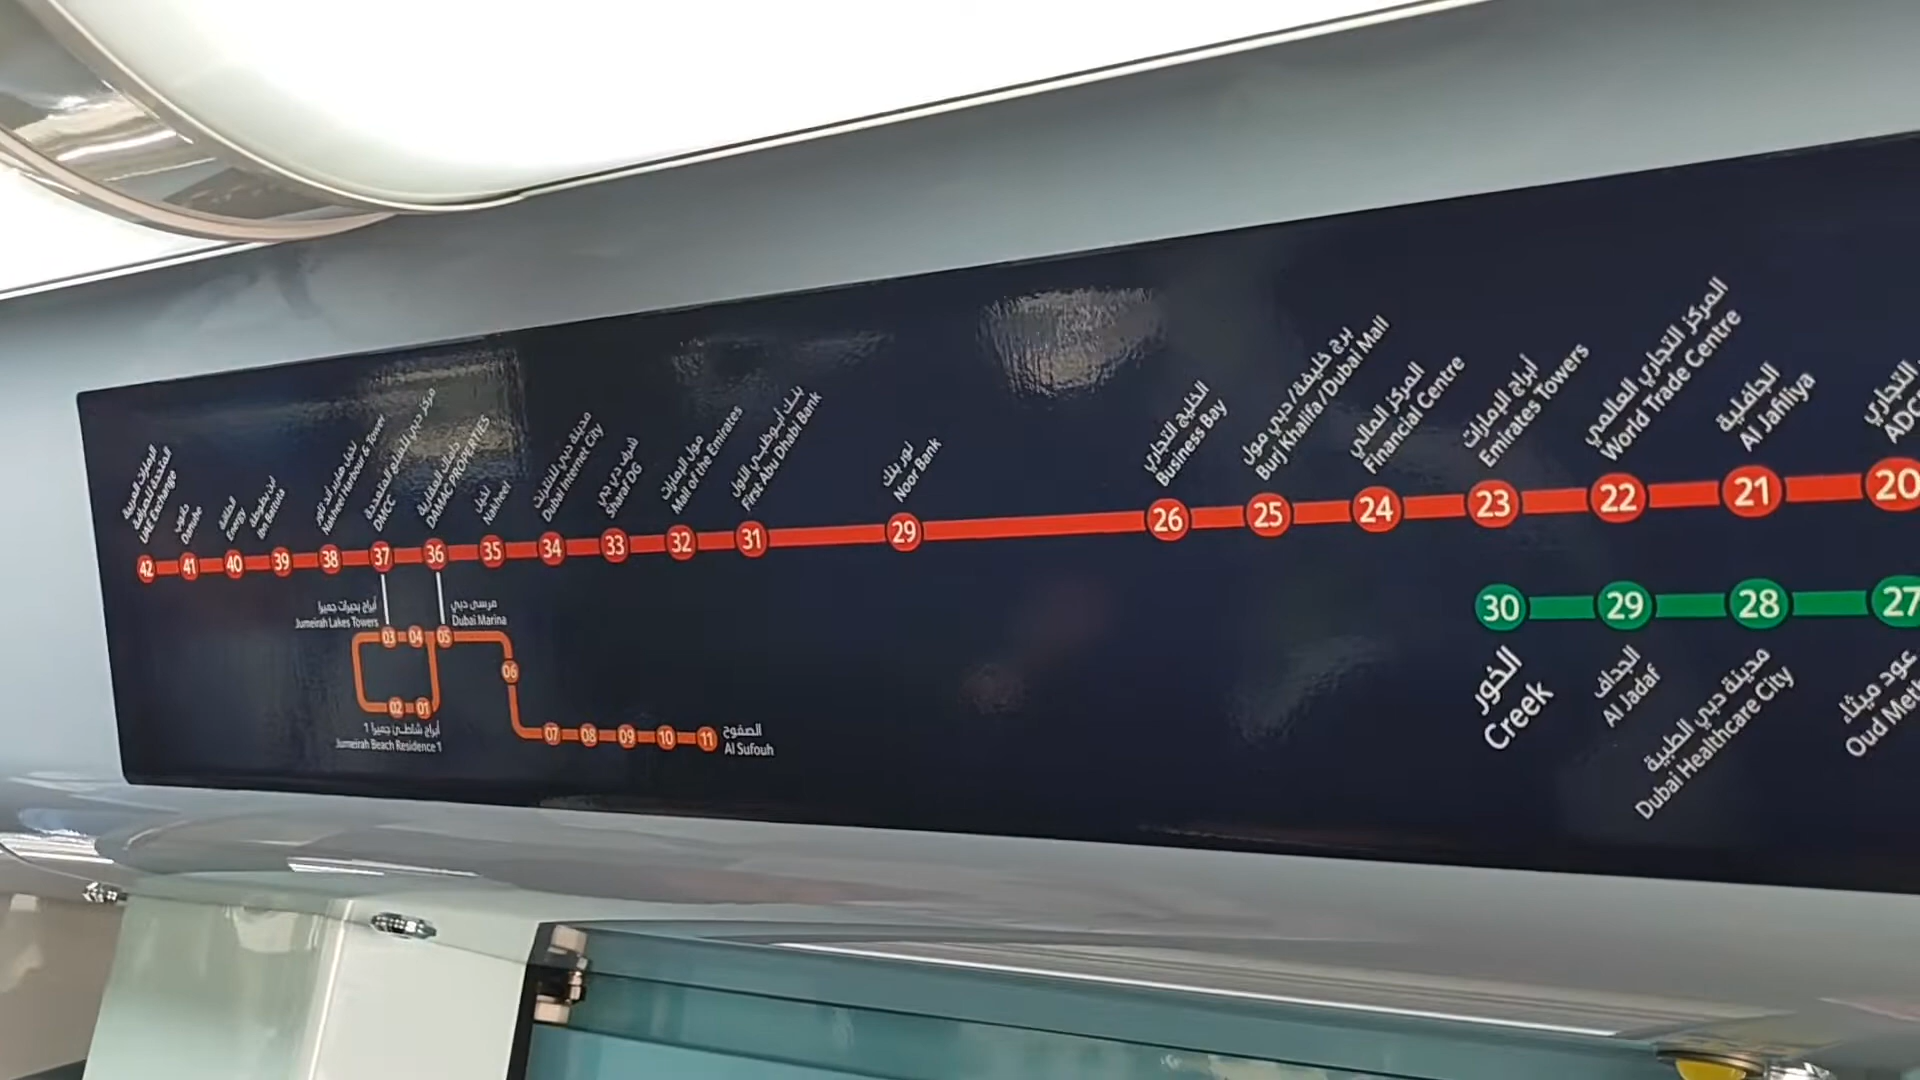 الإمارات العربية
المتحدة للصرافة
UAE Exchange
دانوب
Danube
الطاقة
Energy
ابن بطوطة
Ibn Battuta
نخيل هاربر اند تاور
Nakheel Harbour & Tower
مركز دبي للسلع المتعددة
DMCC
داماك العقارية
DAMAC PROPERTIES
نخيل
Nakheel
مدينة دبي للإنترنت
Dubai Internet City
شرف دي جي
Sharaf DG
مول الإمارات
Mall of the Emirates
بنك أبوظبي الأول
First Abu Dhabi Bank
نور بنك
Noor Bank
الخليج التجاري
Business Bay
برج خليفة/دبي مول
Burj Khalifa/Dubai Mall
المركز المالي
Financial Centre
أبراج الإمارات
Emirates Towers
المركز التجاري العالمي
World Trade Centre
الجافلية
Al Jafiliya
التجاري
ADC
42 41 40 39 38 37 36 35 34 33 32 31 29 26 25 24 23 22 21 20
أبراج بحيرات جميرا
Jumeirah Lakes Towers
مرسى دبي
Dubai Marina
03 04 05
06
02 01
أبراج شاطئ جميرا 1
Jumeirah Beach Residence 1
07 08 09 10 11
الصفوح
Al Sufouh
30 29 28 27
الخور
Creek
الجداف
Al Jadaf
مدينة دبي الطبية
Dubai Healthcare City
عود ميثاء
Oud Meth